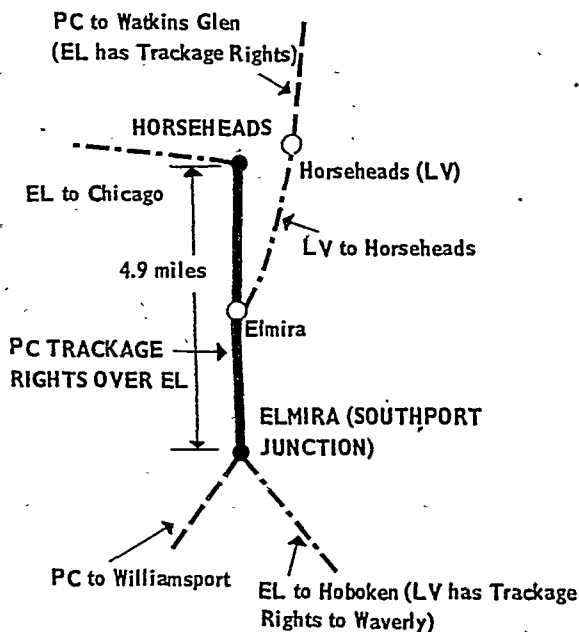 PC to Watkins Glen
(EL has Trackage Rights)
HORSEHEADS
Horseheads (LV)
EL to Chicago
LV to Horseheads
4.9 miles
Elmira
PC TRACKAGE
RIGHTS OVER EL
ELMIRA (SOUTHPORT
JUNCTION)
PC to Williamsport
EL to Hoboken (LV has Trackage
Rights to Waverly)